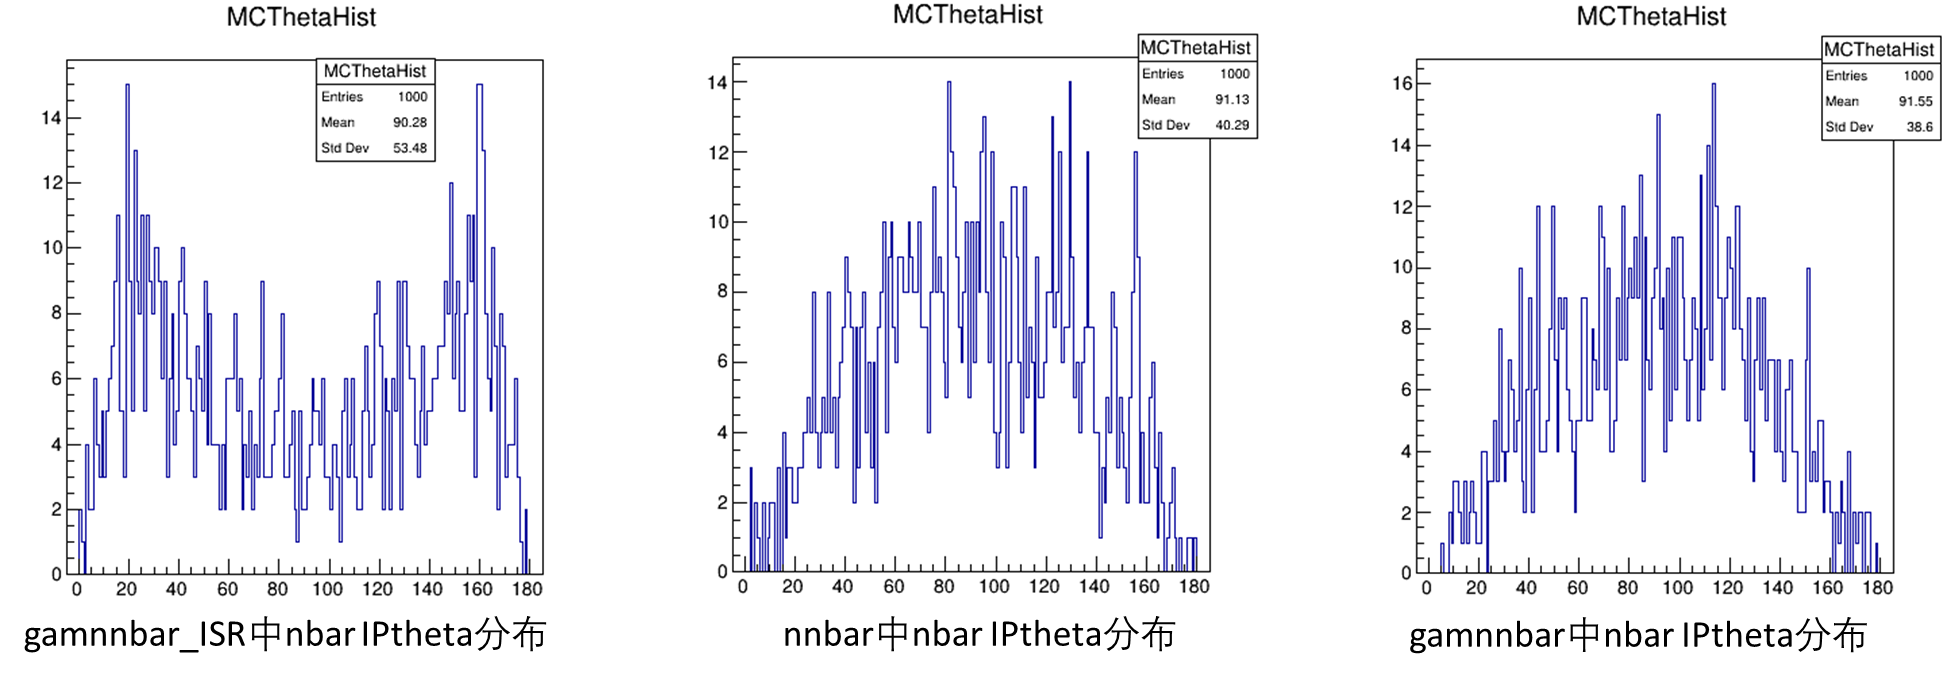 MCThetaHist
MCThetaHist
Entries 1000
Mean 90.28
Std Dev 53.48
14
12
10
8
6
4
2
0
0 20 40 60 80 100 120 140 160 180
gamnnbar_ISR中nbar IPtheta分布
MCThetaHist
MCThetaHist
Entries 1000
Mean 91.13
Std Dev 40.29
14
12
10
8
6
4
2
0
0 20 40 60 80 100 120 140 160 180
nnbar中nbar IPtheta分布
MCThetaHist
MCThetaHist
Entries 1000
Mean 91.55
Std Dev 38.6
16
14
12
10
8
6
4
2
0
0 20 40 60 80 100 120 140 160 180
gamnnbar中nbar IPtheta分布